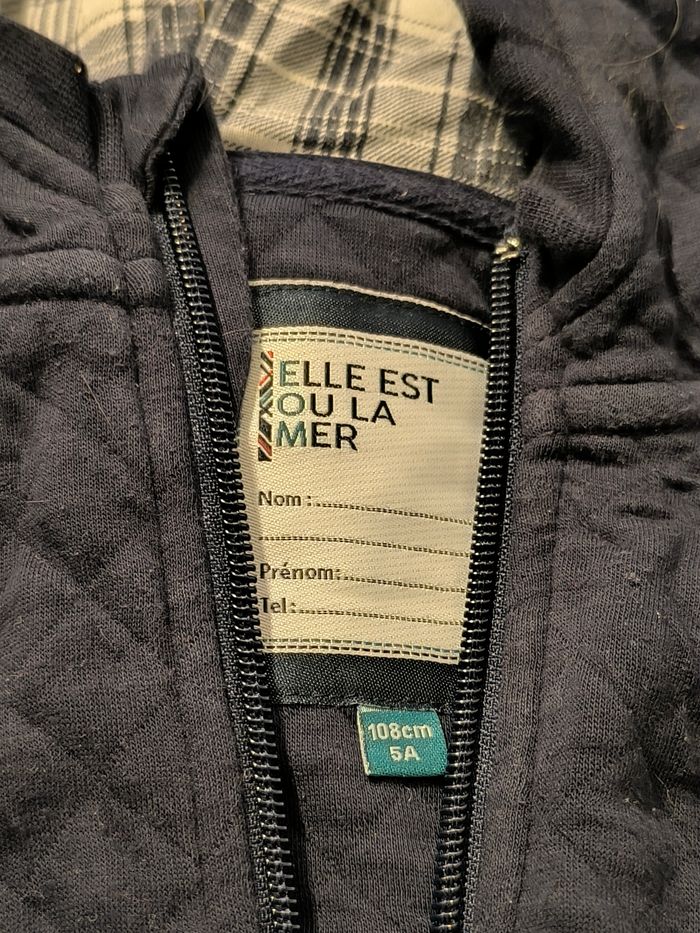 ELLE EST
OU LA
MER
Nom :
Prénom:
Tel :
108cm
5A